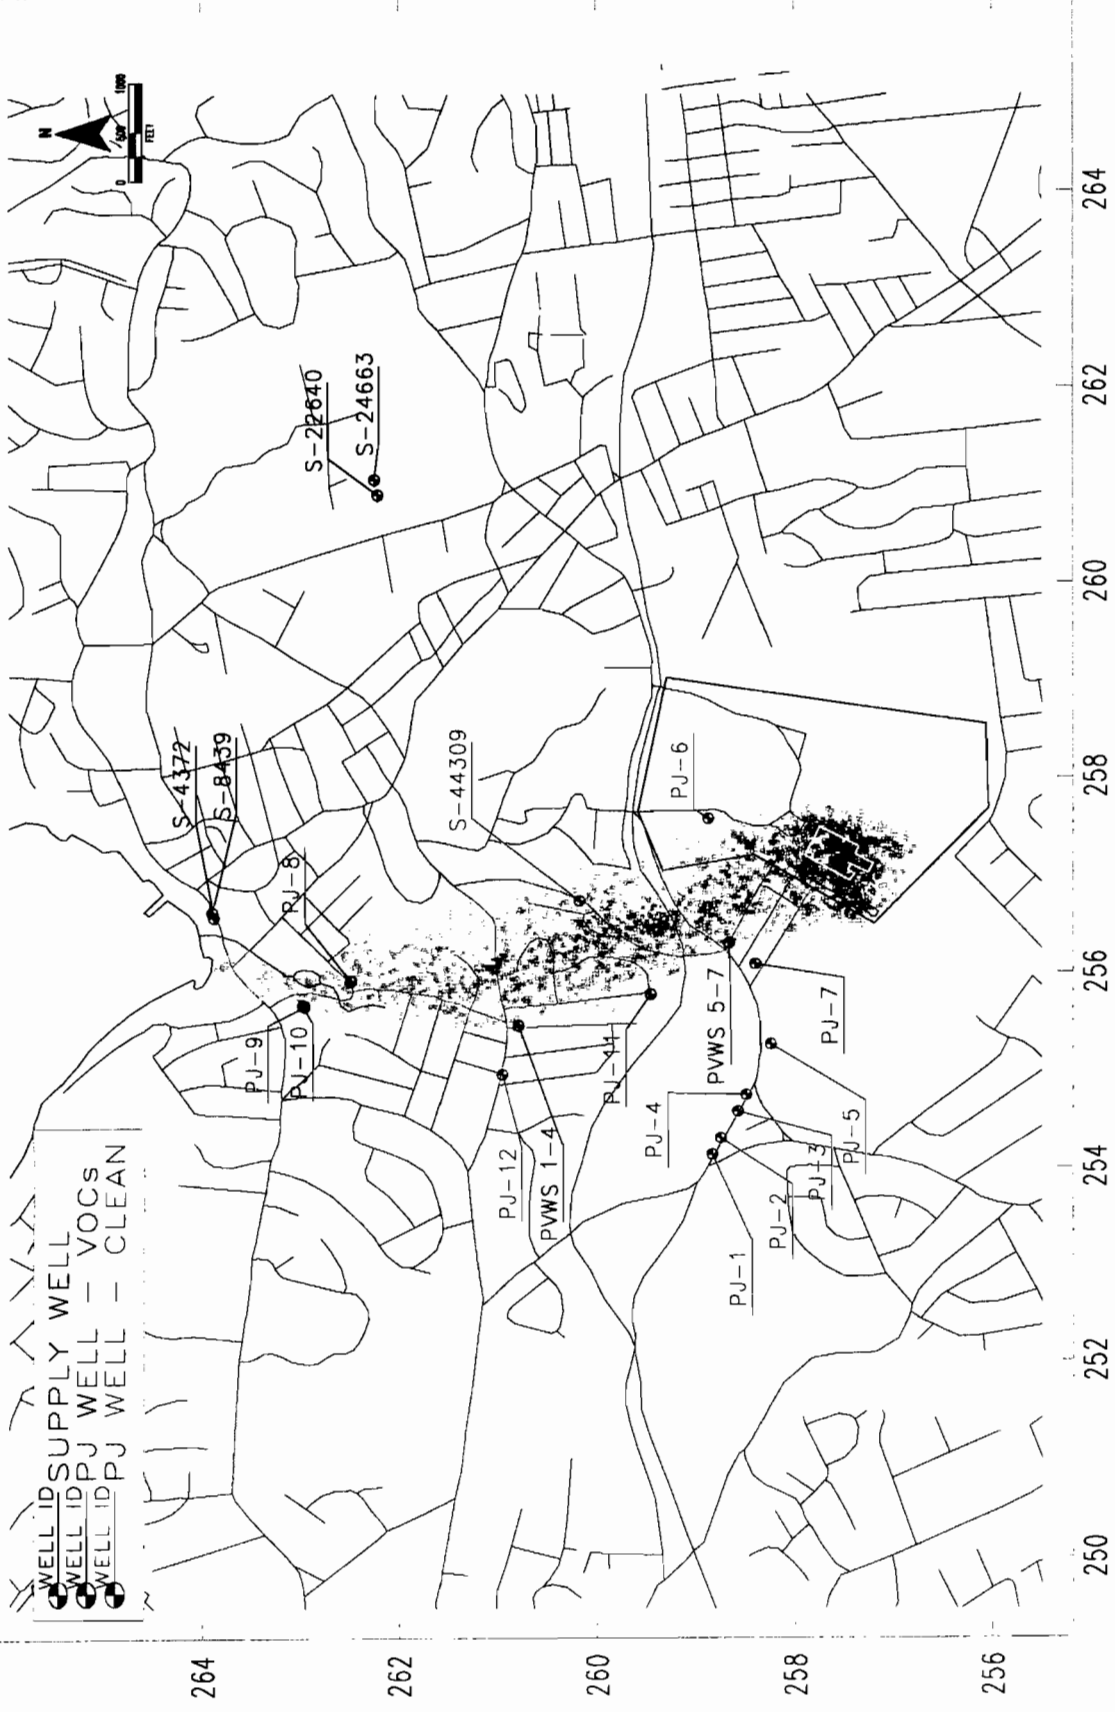 WELL ID SUPPLY WELL
WELL ID PJ WELL – VOCs
WELL ID PJ WELL – CLEAN
N
0 500 1000
FEET
S-4372
S-8439
S-22640
S-24663
PJ-8
PJ-9
PJ-10
S-44309
PJ-12
PVWS 1-4
PJ-11
PJ-6
PVWS 5-7
PJ-4
PJ-7
PJ-5
PJ-3
PJ-2
PJ-1
264
262
260
258
256
250
252
254
256
258
260
262
264